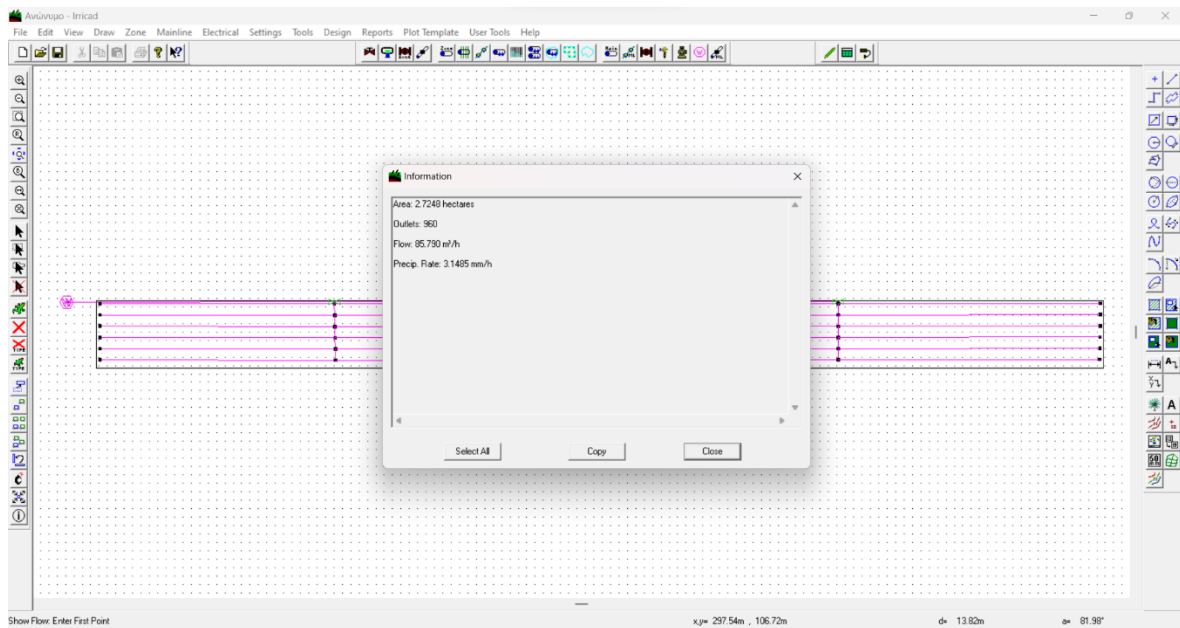 Ανώνυμο - Irricad
File Edit View Draw Zone Mainline Electrical Settings Tools Design Reports Plot Template User Tools Help
Information
Area: 2.7248 hectares
Outlets: 960
Flow: 85.790 m³/h
Precip. Rate: 3.1485 mm/h
Select All Copy Close
Show Flow: Enter First Point x,y= 297.54m , 106.72m d= 13.82m a= 81.98°